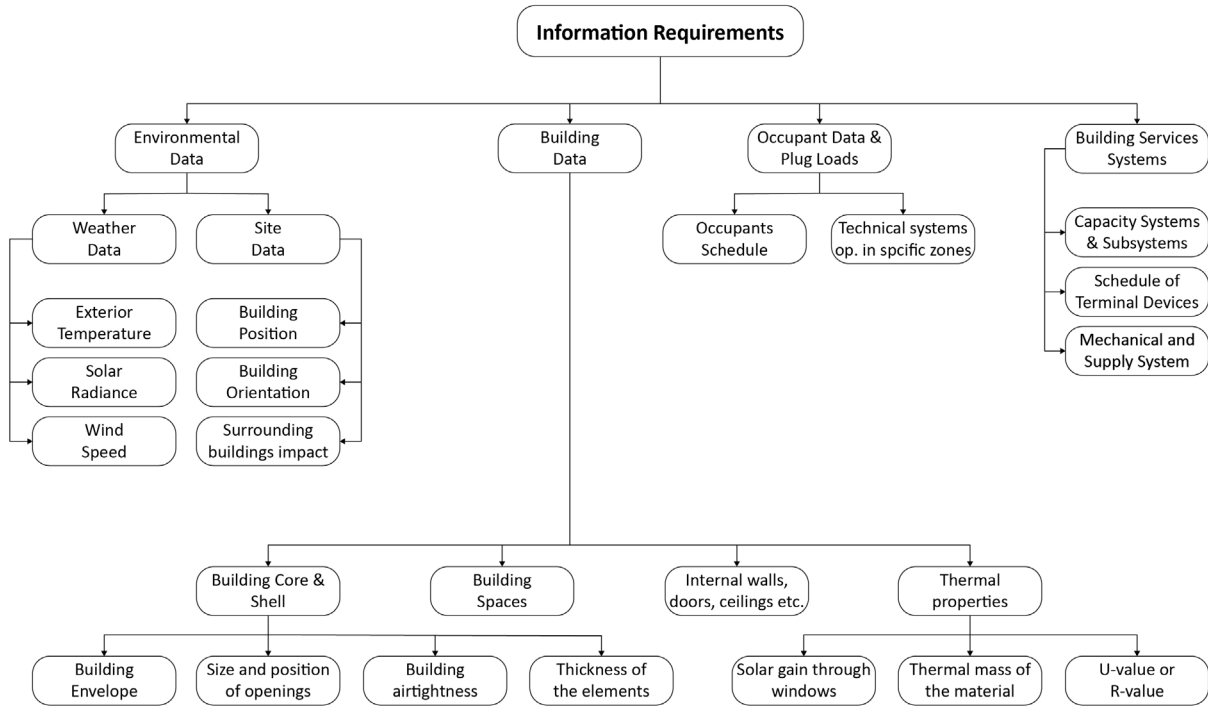 Information Requirements
Environmental
Data
Building
Data
Occupant Data &
Plug Loads
Building Services
Systems
Weather
Data
Site
Data
Occupants
Schedule
Technical systems
op. in spcific zones
Capacity Systems
& Subsystems
Exterior
Temperature
Building
Position
Schedule of
Terminal Devices
Solar
Radiance
Building
Orientation
Mechanical and
Supply System
Wind
Speed
Surrounding
buildings impact
Building Core &
Shell
Building
Spaces
Internal walls,
doors, ceilings etc.
Thermal
properties
Building
Envelope
Size and position
of openings
Building
airtightness
Thickness of
the elements
Solar gain through
windows
Thermal mass of
the material
U-value or
R-value